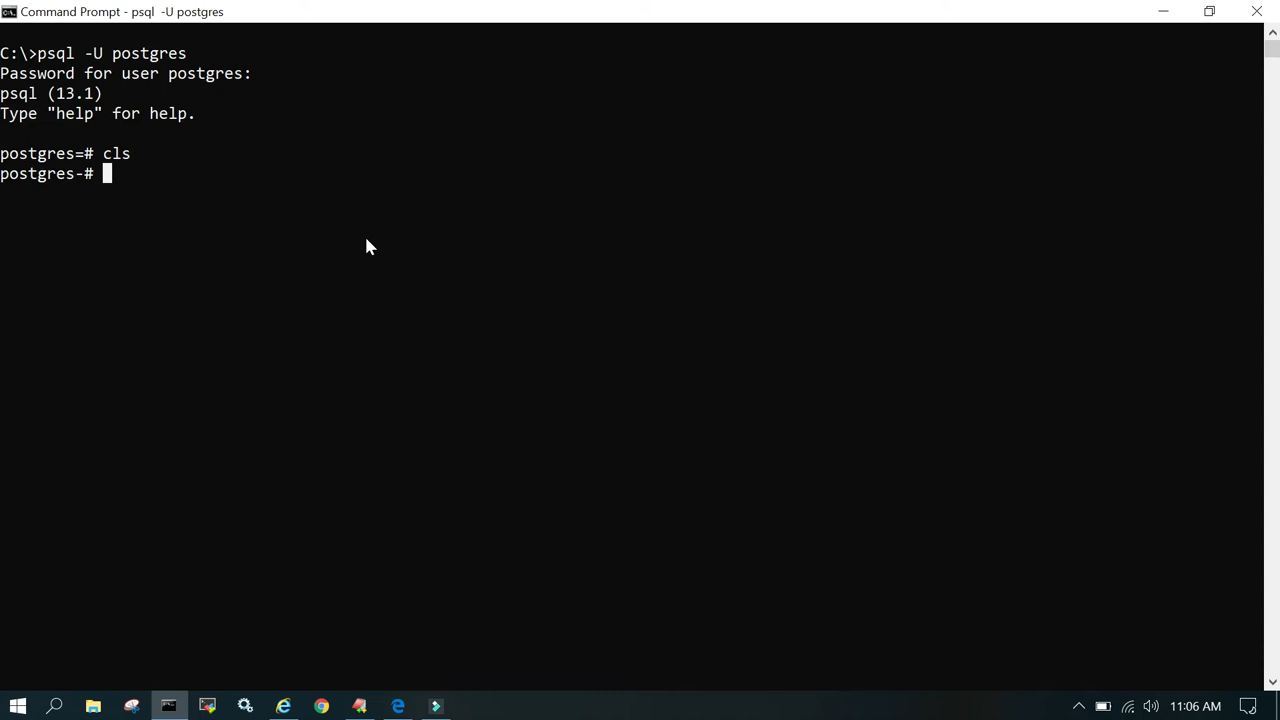 Command Prompt - psql  -U postgres
C:\>psql -U postgres
Password for user postgres:
psql (13.1)
Type "help" for help.
postgres=# cls
postgres-#
11:06 AM